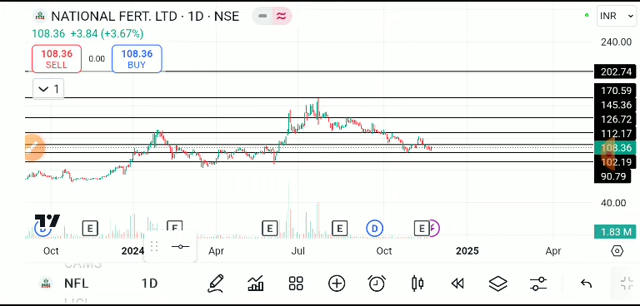 NATIONAL FERT. LTD · 1D · NSE
INR
108.36 +3.84 (+3.67%)
240.00
108.36
SELL
0.00
108.36
BUY
202.74
1
170.59
145.36
126.72
112.17
108.36
102.19
90.79
40.00
D E E E E D E
1.83 M
Oct 2024 Apr Jul Oct 2025 Apr
NFL 1D